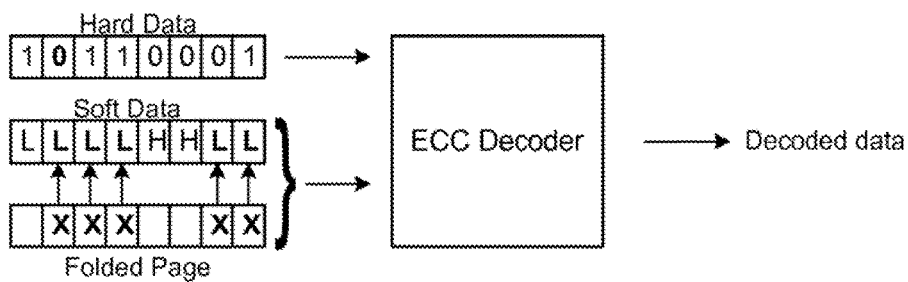 Hard Data
1 0 1 1 0 0 0 1
Soft Data
L L L L H H L L
X X X X X
Folded Page
ECC Decoder
Decoded data